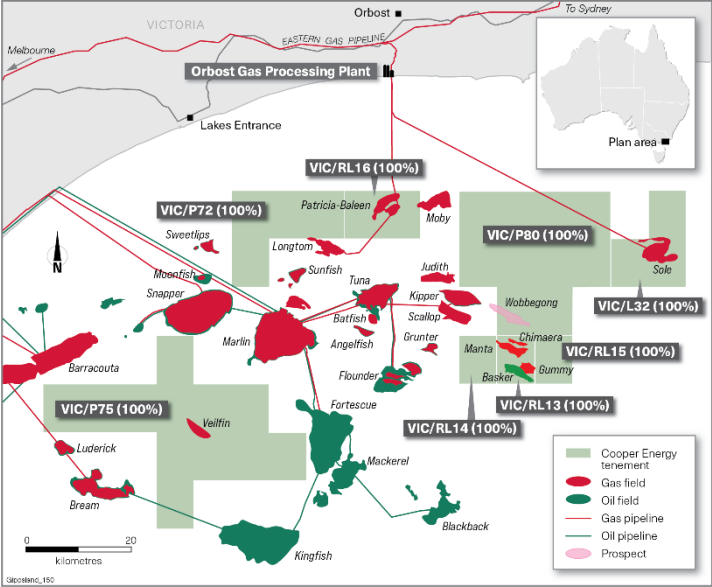 VICTORIA
Orbost
To Sydney
EASTERN GAS PIPELINE
Melbourne
Orbost Gas Processing Plant
Lakes Entrance
Plan area
VIC/RL16 (100%)
VIC/P72 (100%)
Patricia-Baleen
Moby
VIC/P80 (100%)
Sweetlips
Longtom
Sole
N
Moonfish
Sunfish
Tuna
Judith
Snapper
Kipper
Wobbegong
VIC/L32 (100%)
Scallop
Batfish
Marlin
Angelfish
Grunter
Chimaera
Manta
VIC/RL15 (100%)
Barracouta
Flounder
Basker
Gummy
VIC/RL13 (100%)
VIC/P75 (100%)
Fortescue
Veilfin
VIC/RL14 (100%)
Luderick
Mackerel
Bream
Blackback
Kingfish
Cooper Energy
tenement
Gas field
Oil field
Gas pipeline
Oil pipeline
Prospect
0 20
kilometres
Gippsland_150